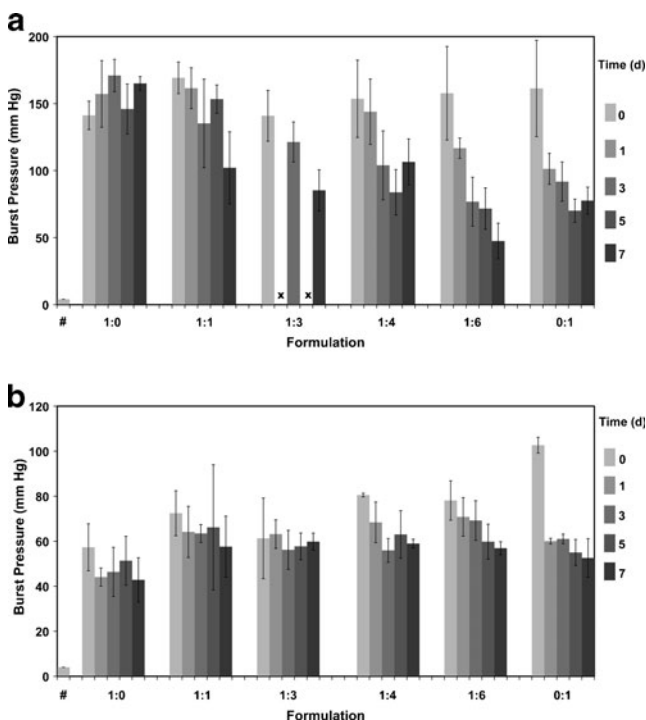 a
200
150
100
50
0
Burst Pressure (mm Hg)
x x
# 1:0 1:1 1:3 1:4 1:6 0:1
Formulation
Time (d)
0
1
3
5
7
b
120
100
80
60
40
20
0
Burst Pressure (mm Hg)
# 1:0 1:1 1:3 1:4 1:6 0:1
Formulation
Time (d)
0
1
3
5
7